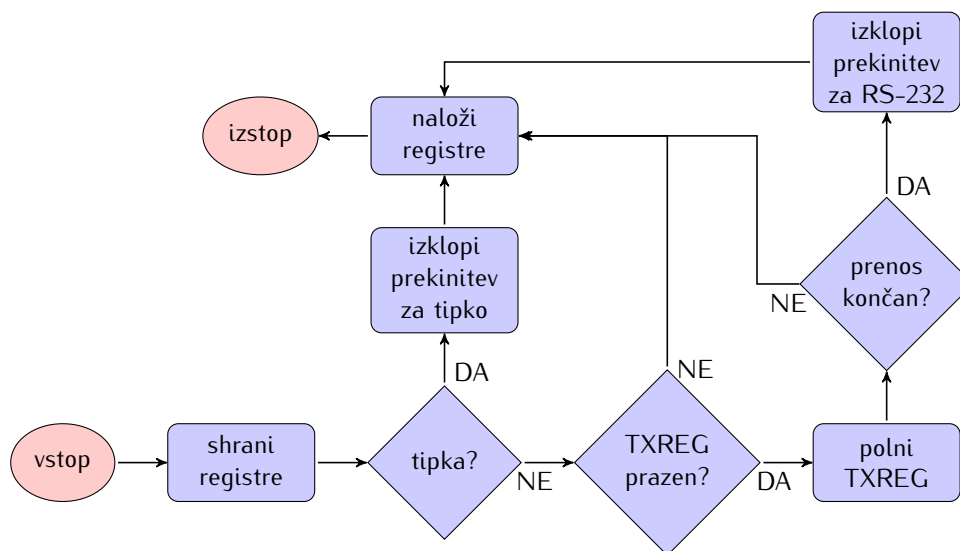 izklopi
prekinitev
za RS-232
naloži
registre
izstop
DA
izklopi
prekinitev
za tipko
prenos
končan?
NE
DA
NE
vstop
shrani
registre
tipka?
NE
TXREG
prazen?
DA
polni
TXREG